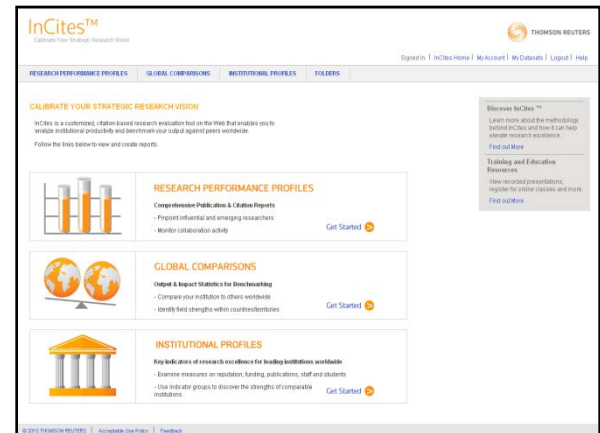 InCites™
Calibrate Your Strategic Research Vision
THOMSON REUTERS
Signed In | InCites Home | My Account | My Datasets | Logout | Help
RESEARCH PERFORMANCE PROFILES GLOBAL COMPARISONS INSTITUTIONAL PROFILES FOLDERS
CALIBRATE YOUR STRATEGIC RESEARCH VISION
InCites is a customized, citation-based research evaluation tool on the Web that enables you to
analyze institutional productivity and benchmark your output against peers worldwide.
Follow the links below to view and create reports.
Discover InCites ™
Learn more about the methodology
behind InCites and how it can help
elevate research excellence.
Find out More
Training and Education
Resources
View recorded presentations,
register for online classes and more.
Find out More
RESEARCH PERFORMANCE PROFILES
Comprehensive Publication & Citation Reports
- Pinpoint influential and emerging researchers
- Monitor collaboration activity
Get Started
GLOBAL COMPARISONS
Output & Impact Statistics for Benchmarking
- Compare your institution to others worldwide
- Identify field strengths within countries/territories
Get Started
INSTITUTIONAL PROFILES
Key indicators of research excellence for leading institutions worldwide
- Examine measures on reputation, funding, publications, staff and students
- Use indicator groups to discover the strengths of comparable
institutions
Get Started
© 2010 THOMSON REUTERS | Acceptable Use Policy | Feedback